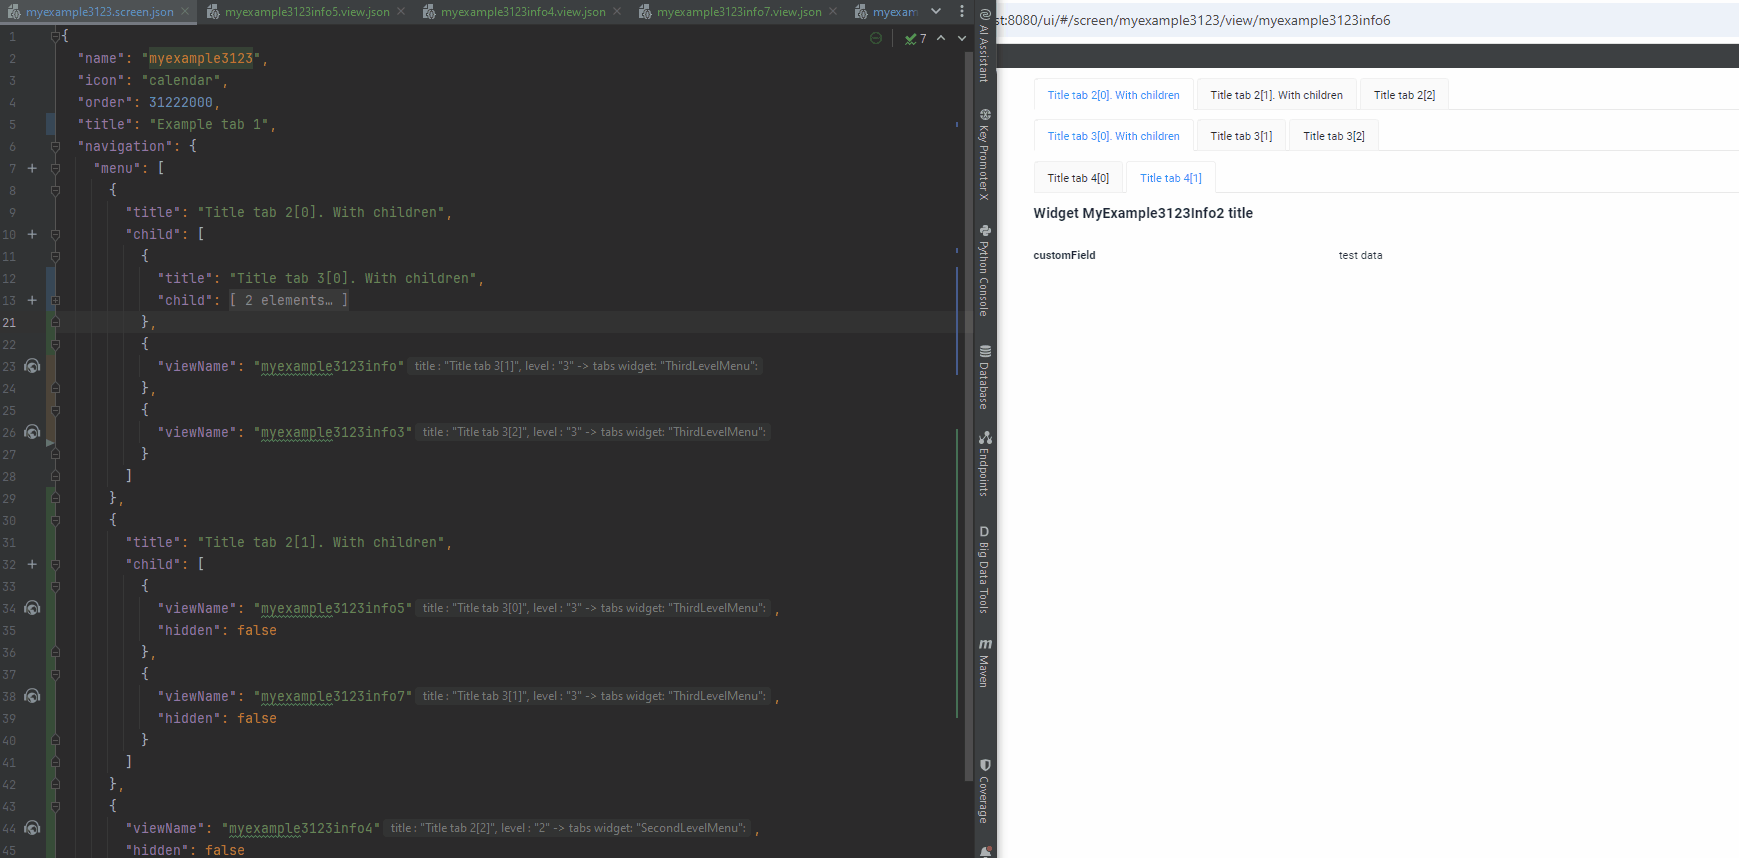 myexample3123.screen.json
myexample3123info5.view.json
myexample3123info4.view.json
myexample3123info7.view.json
myexam
1 {
2 "name": "myexample3123",
3 "icon": "calendar",
4 "order": 31222000,
5 "title": "Example tab 1",
6 "navigation": {
7 "menu": [
8 {
9 "title": "Title tab 2[0]. With children",
10 "child": [
11 {
12 "title": "Title tab 3[0]. With children",
13 "child": [ 2 elements… ]
21 },
22 {
23 "viewName": "myexample3123info" title : "Title tab 3[1]", level : "3" -> tabs widget: "ThirdLevelMenu":
24 },
25 {
26 "viewName": "myexample3123info3" title : "Title tab 3[2]", level : "3" -> tabs widget: "ThirdLevelMenu":
27 }
28 ]
29 },
30 {
31 "title": "Title tab 2[1]. With children",
32 "child": [
33 {
34 "viewName": "myexample3123info5" title : "Title tab 3[0]", level : "3" -> tabs widget: "ThirdLevelMenu": ,
35 "hidden": false
36 },
37 {
38 "viewName": "myexample3123info7" title : "Title tab 3[1]", level : "3" -> tabs widget: "ThirdLevelMenu": ,
39 "hidden": false
40 }
41 ]
42 },
43 {
44 "viewName": "myexample3123info4" title : "Title tab 2[2]", level : "2" -> tabs widget: "SecondLevelMenu": ,
45 "hidden": false
7
AI Assistant
Key Promoter X
Python Console
Database
Endpoints
D Big Data Tools
m Maven
Coverage
st:8080/ui/#/screen/myexample3123/view/myexample3123info6
Title tab 2[0]. With children
Title tab 2[1]. With children
Title tab 2[2]
Title tab 3[0]. With children
Title tab 3[1]
Title tab 3[2]
Title tab 4[0]
Title tab 4[1]
Widget MyExample3123Info2 title
customField
test data